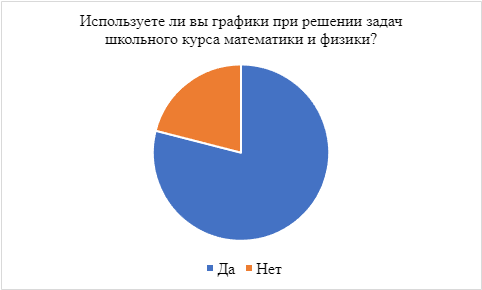 Используете ли вы графики при решении задач
школьного курса математики и физики?
Да Нет